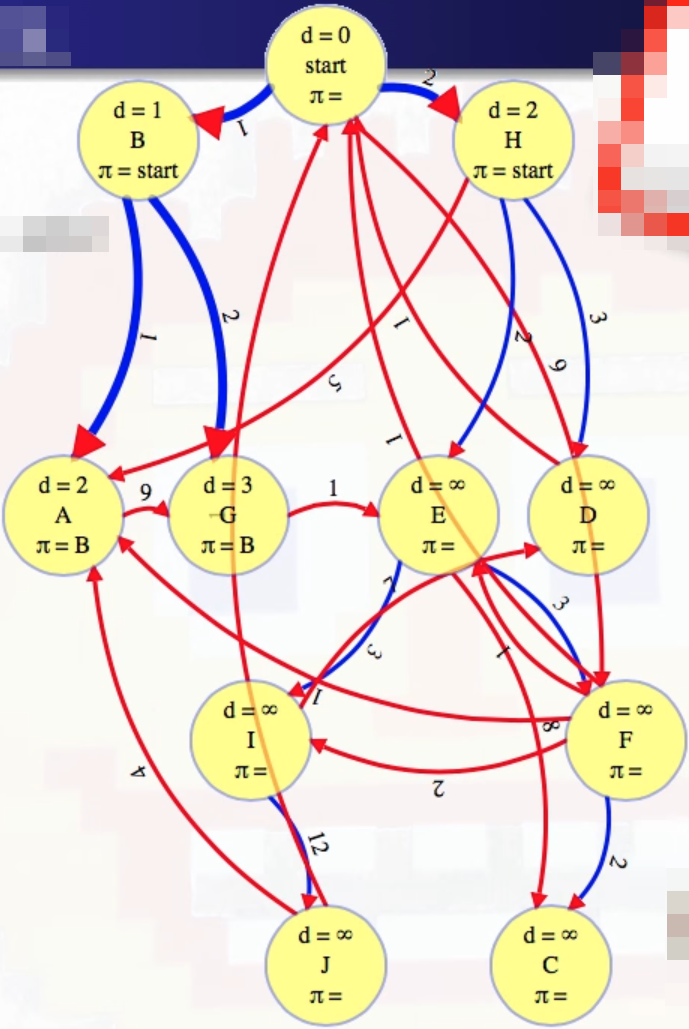 d = 0
start
π =
1
2
d = 1
B
π = start
d = 2
H
π = start
1
2
5
1
2
3
9
1
d = 2
A
π = B
9
d = 3
G
π = B
1
d = ∞
E
π =
d = ∞
D
π =
3
3
1
1
d = ∞
I
π =
8
d = ∞
F
π =
4
2
12
2
d = ∞
J
π =
d = ∞
C
π =